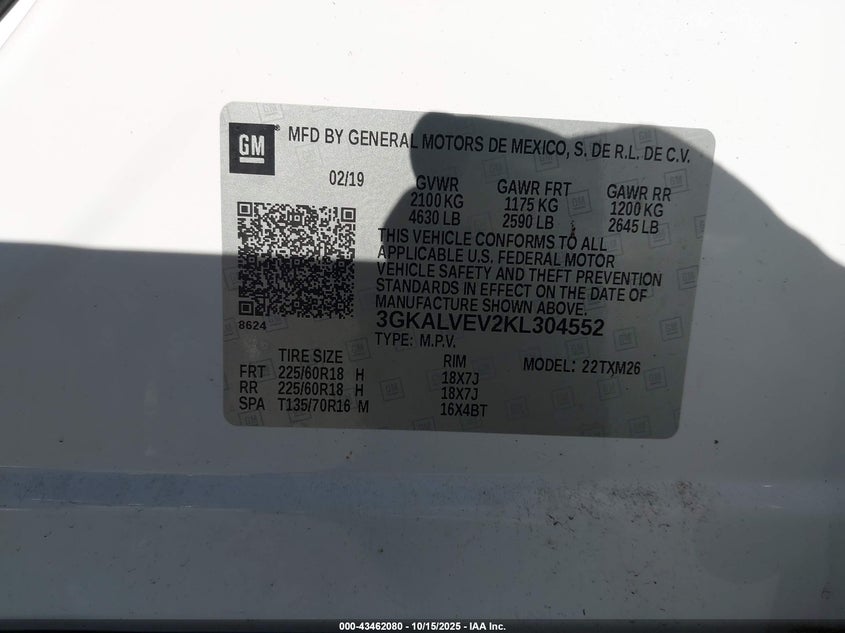 GM
MFD BY GENERAL MOTORS DE MEXICO, S. DE R.L. DE C.V.
02/19
GVWR
2100 KG
4630 LB
GAWR FRT
1175 KG
2590 LB
GAWR RR
1200 KG
2645 LB
THIS VEHICLE CONFORMS TO ALL
APPLICABLE U.S. FEDERAL MOTOR
VEHICLE SAFETY AND THEFT PREVENTION
STANDARDS IN EFFECT ON THE DATE OF
MANUFACTURE SHOWN ABOVE.
8624
3GKALVEV2KL304552
TYPE: M.P.V.
MODEL: 22TXM26
TIRE SIZE RIM
FRT 225/60R18 H 18X7J
RR 225/60R18 H 18X7J
SPA T135/70R16 M 16X4BT
000-43462080 - 10/15/2025 - IAA Inc.